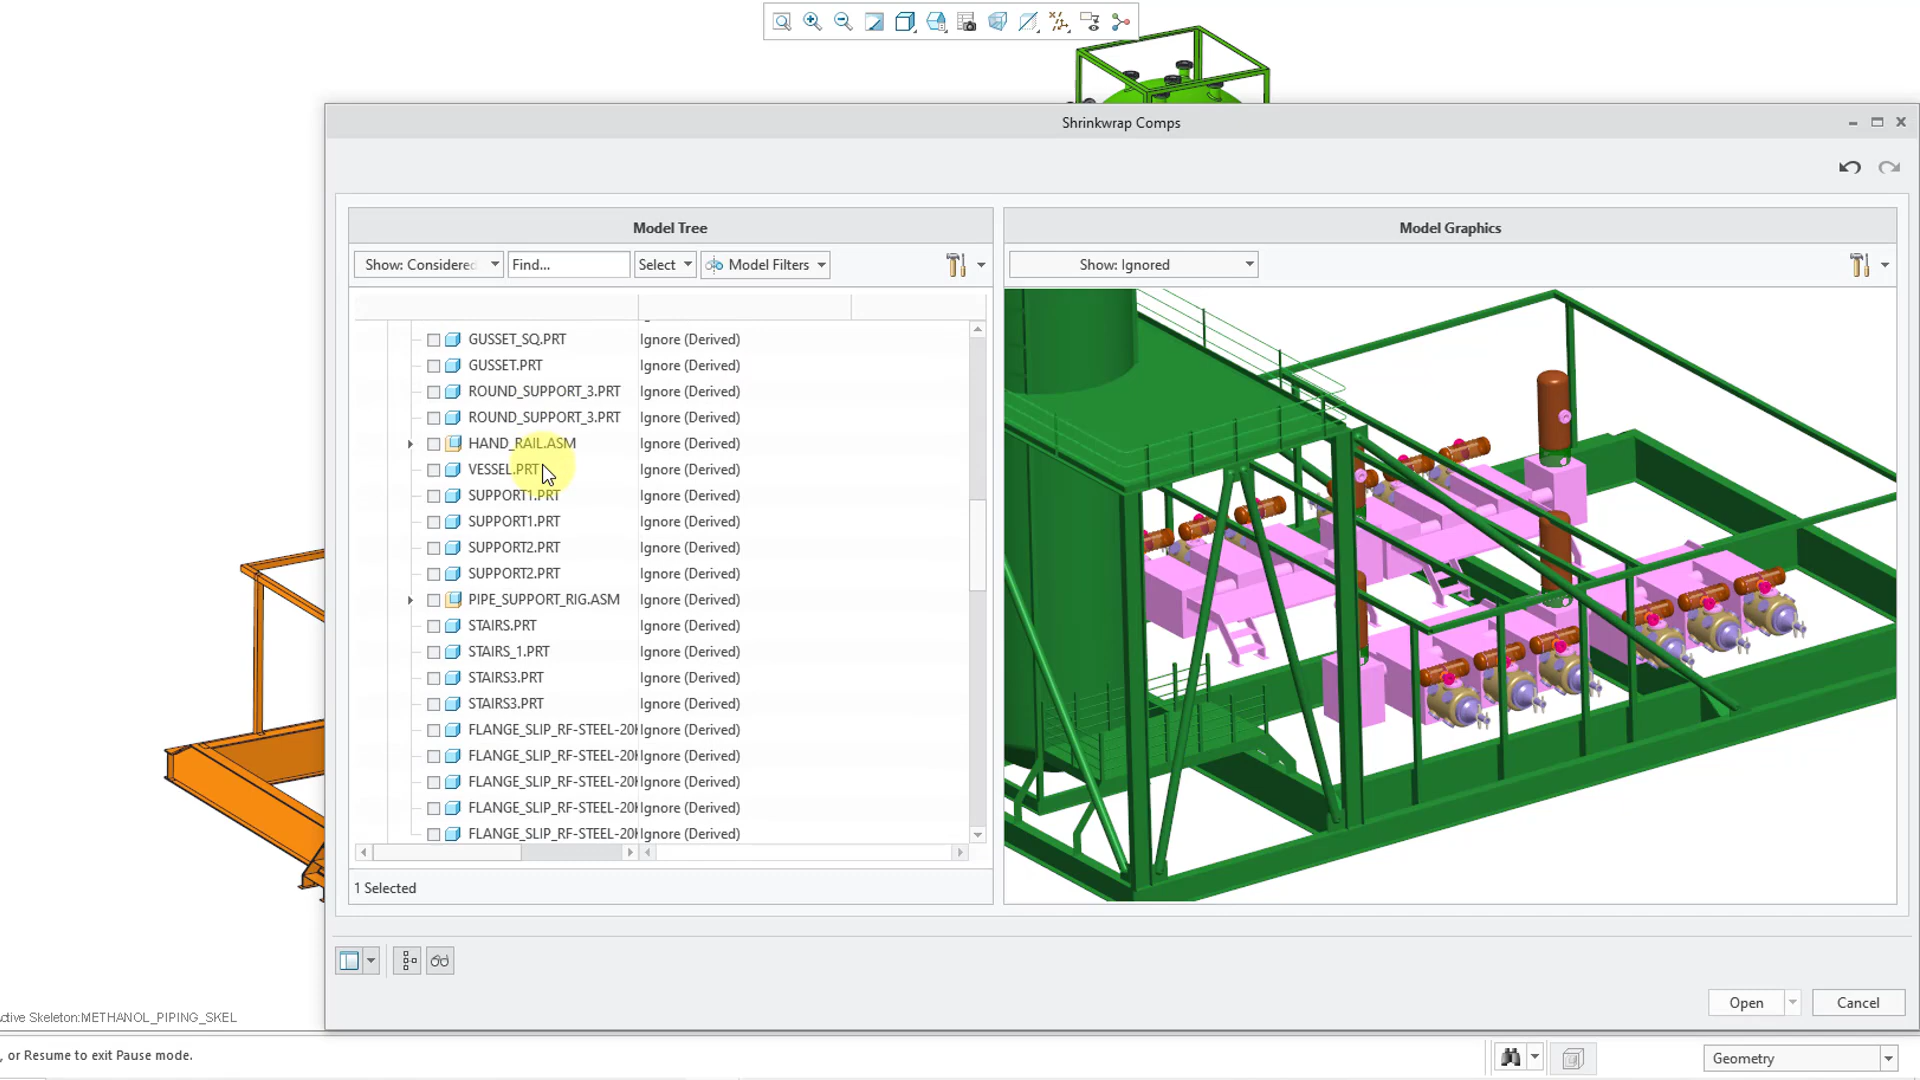 Shrinkwrap Comps
Model Tree
Model Graphics
Show: Considered
Find...
Select
Model Filters
Show: Ignored
GUSSET_SQ.PRT Ignore (Derived)
GUSSET.PRT Ignore (Derived)
ROUND_SUPPORT_3.PRT Ignore (Derived)
ROUND_SUPPORT_3.PRT Ignore (Derived)
HAND_RAIL.ASM Ignore (Derived)
VESSEL.PRT Ignore (Derived)
SUPPORT1.PRT Ignore (Derived)
SUPPORT1.PRT Ignore (Derived)
SUPPORT2.PRT Ignore (Derived)
SUPPORT2.PRT Ignore (Derived)
PIPE_SUPPORT_RIG.ASM Ignore (Derived)
STAIRS.PRT Ignore (Derived)
STAIRS_1.PRT Ignore (Derived)
STAIRS3.PRT Ignore (Derived)
STAIRS3.PRT Ignore (Derived)
FLANGE_SLIP_RF-STEEL-20 Ignore (Derived)
FLANGE_SLIP_RF-STEEL-20 Ignore (Derived)
FLANGE_SLIP_RF-STEEL-20 Ignore (Derived)
FLANGE_SLIP_RF-STEEL-20 Ignore (Derived)
FLANGE_SLIP_RF-STEEL-20 Ignore (Derived)
1 Selected
Open
Cancel
ctive Skeleton:METHANOL_PIPING_SKEL
, or Resume to exit Pause mode.
Geometry